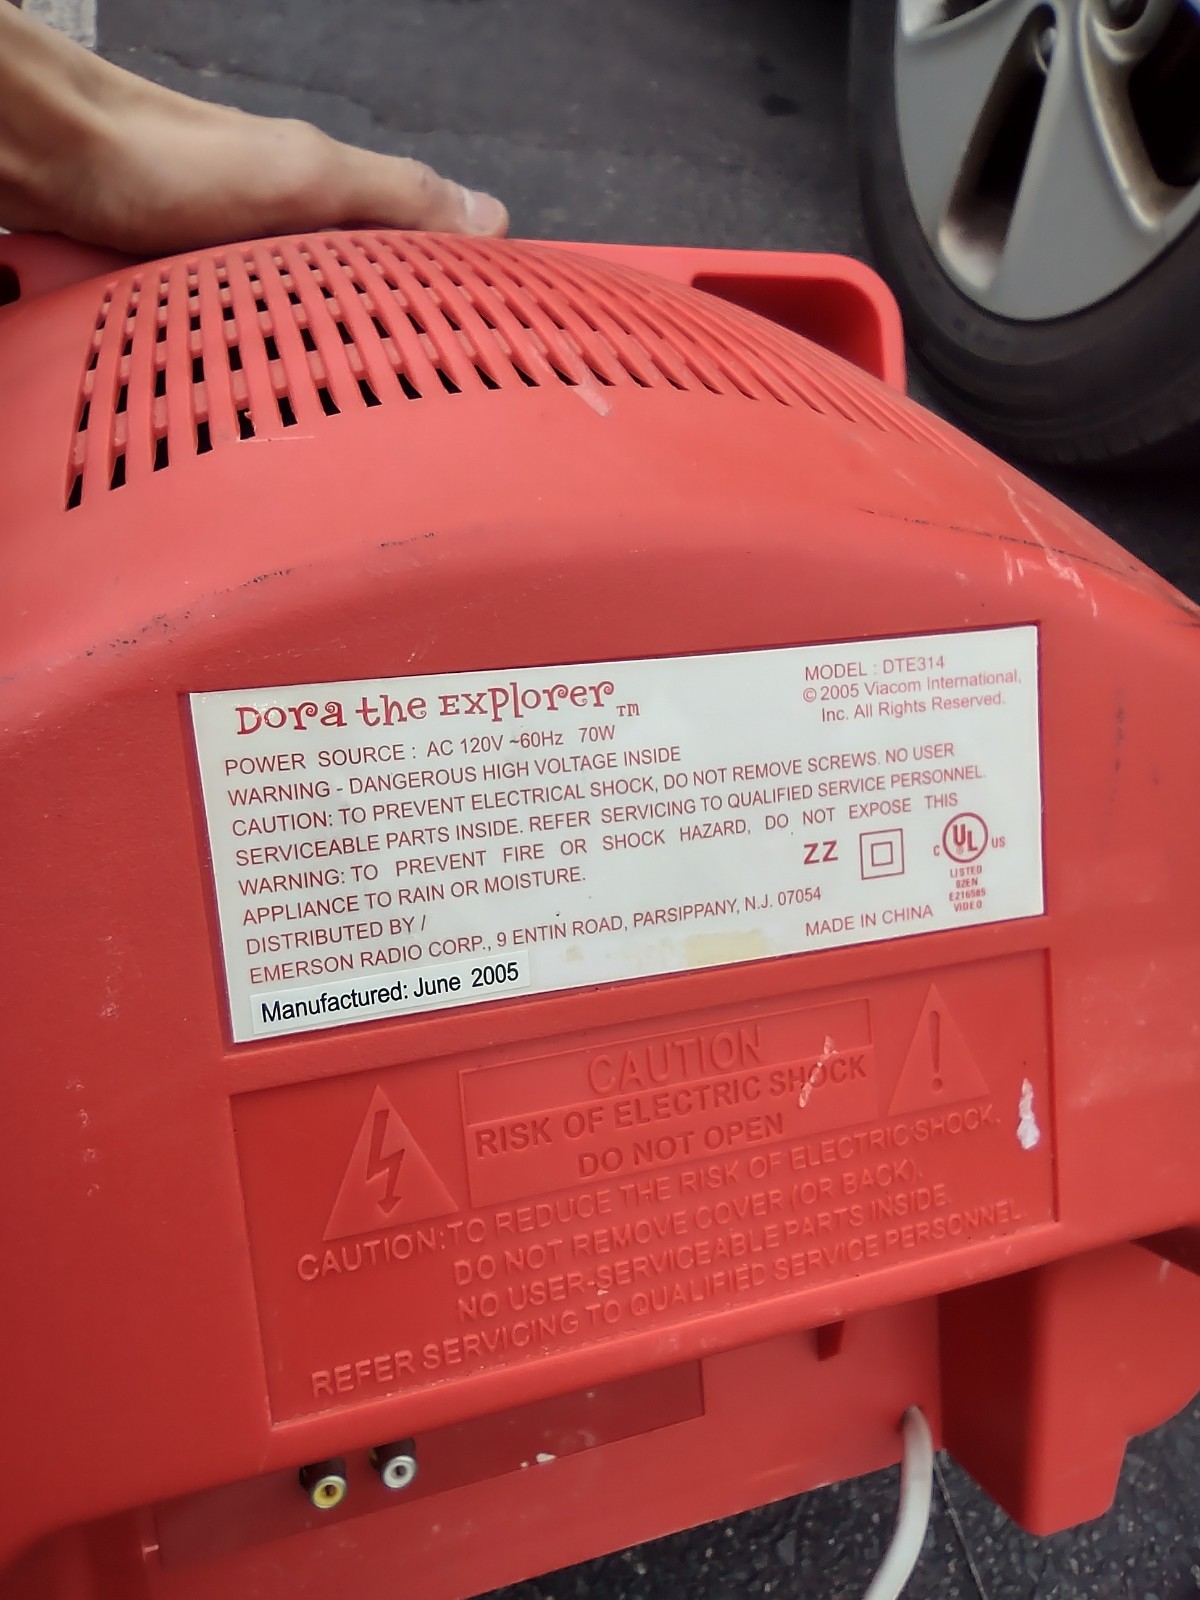 Dora the Explorer™
MODEL : DTE314
© 2005 Viacom International,
Inc. All Rights Reserved.
POWER SOURCE : AC 120V ~60Hz 70W
WARNING - DANGEROUS HIGH VOLTAGE INSIDE
CAUTION: TO PREVENT ELECTRICAL SHOCK, DO NOT REMOVE SCREWS. NO USER
SERVICEABLE PARTS INSIDE. REFER SERVICING TO QUALIFIED SERVICE PERSONNEL.
WARNING: TO PREVENT FIRE OR SHOCK HAZARD, DO NOT EXPOSE THIS
APPLIANCE TO RAIN OR MOISTURE.
ZZ
C UL US
LISTED
82EN
E216585
VIDEO
DISTRIBUTED BY /
EMERSON RADIO CORP., 9 ENTIN ROAD, PARSIPPANY, N.J. 07054
MADE IN CHINA
Manufactured: June 2005
CAUTION
RISK OF ELECTRIC SHOCK
DO NOT OPEN
CAUTION: TO REDUCE THE RISK OF ELECTRIC SHOCK,
DO NOT REMOVE COVER (OR BACK).
NO USER-SERVICEABLE PARTS INSIDE.
REFER SERVICING TO QUALIFIED SERVICE PERSONNEL.